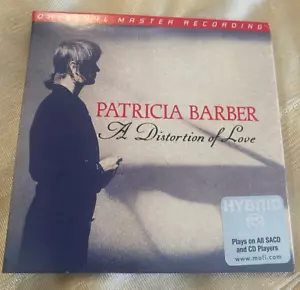 ORIGINAL MASTER RECORDING
PATRICIA BARBER
A Distortion of Love
HYBRID
Plays on All SACD
and CD Players
www.mofi.com